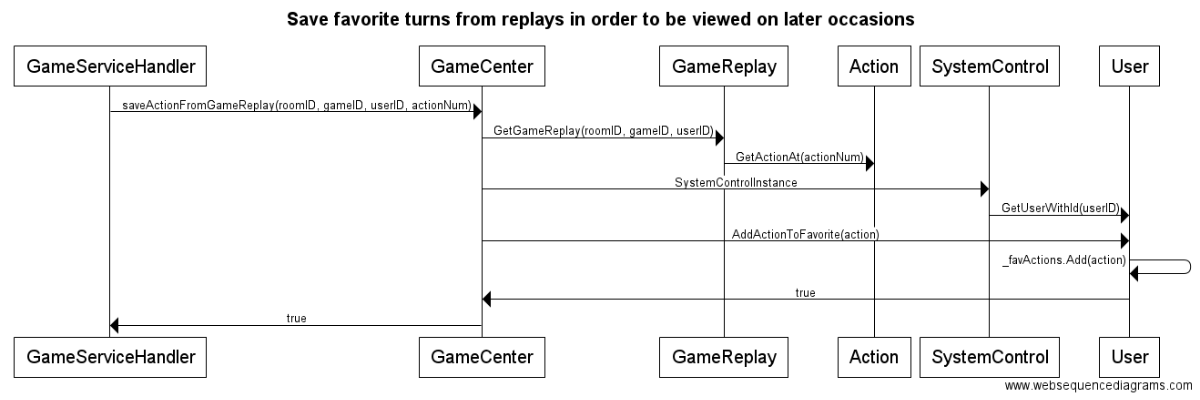 Save favorite turns from replays in order to be viewed on later occasions
GameServiceHandler
GameCenter
GameReplay
Action
SystemControl
User
saveActionFromGameReplay(roomID, gameID, userID, actionNum)
GetGameReplay(roomID, gameID, userID)
GetActionAt(actionNum)
SystemControlInstance
GetUserWithId(userID)
AddActionToFavorite(action)
_favActions.Add(action)
true
true
GameServiceHandler
GameCenter
GameReplay
Action
SystemControl
User
www.websequencediagrams.com